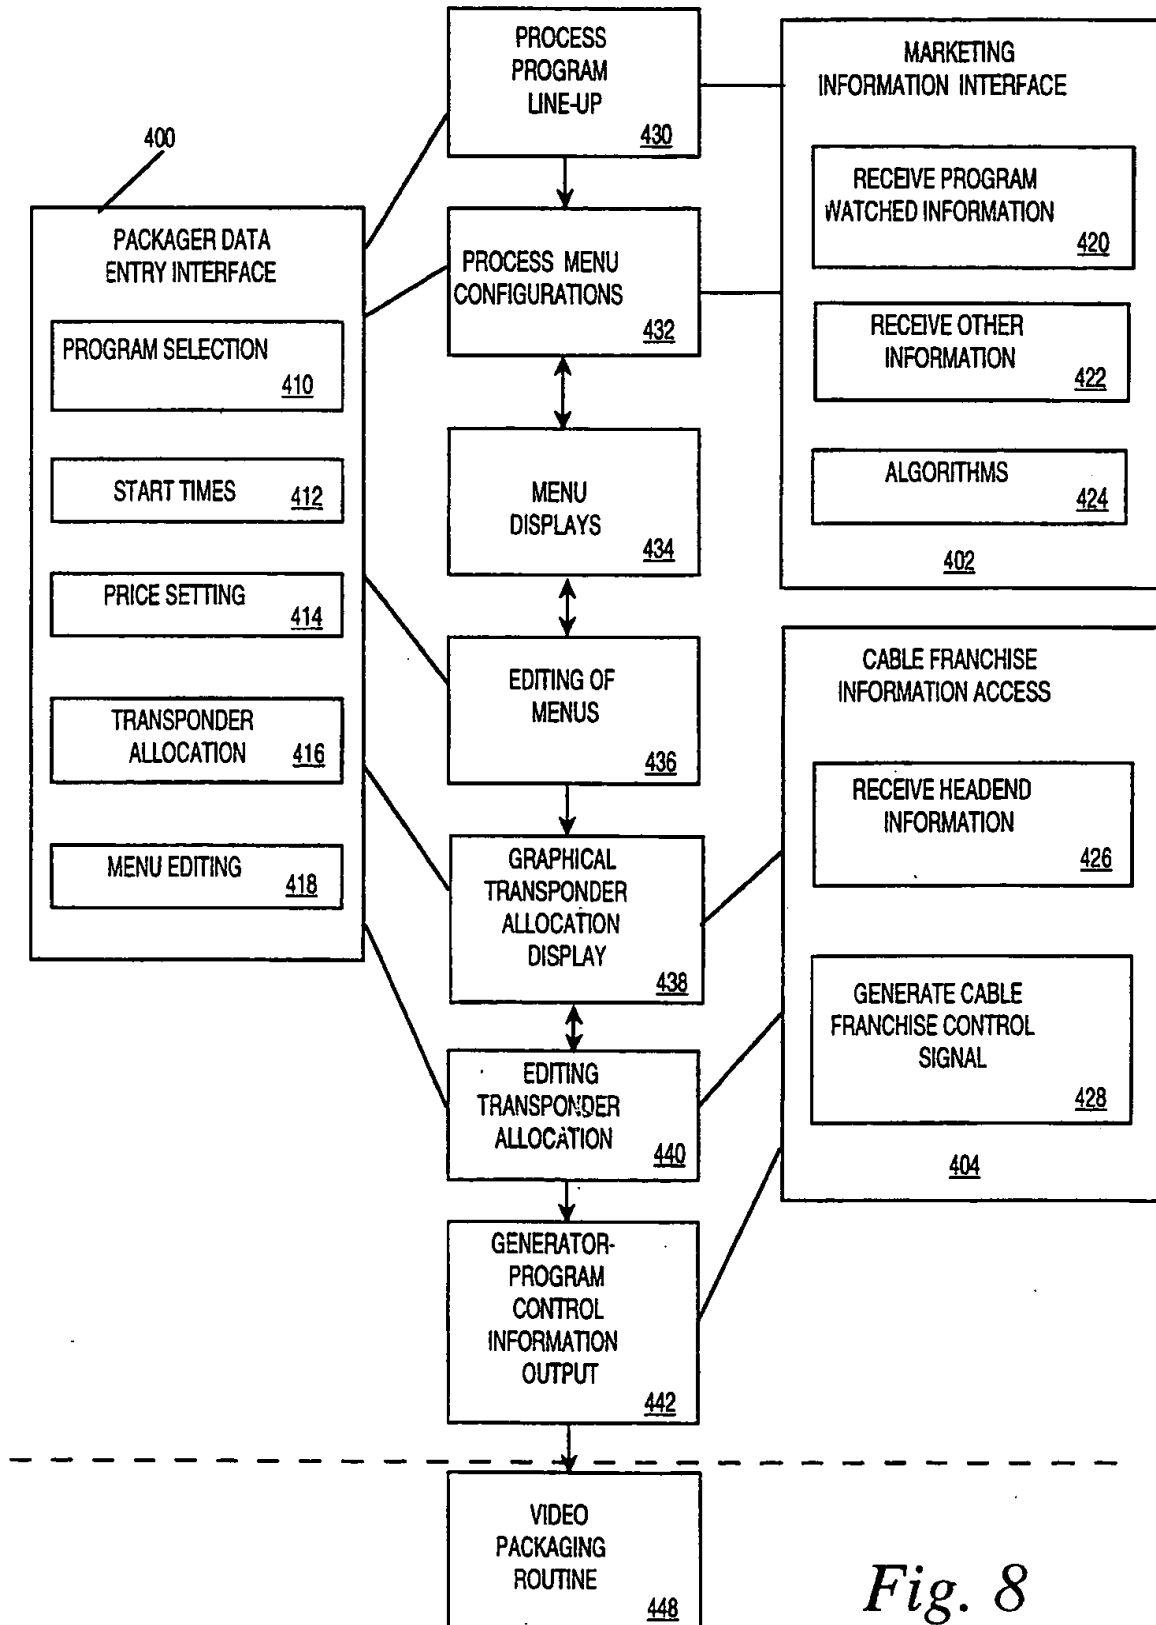 PROCESS
PROGRAM
LINE-UP
430
MARKETING
INFORMATION INTERFACE
RECEIVE PROGRAM
WATCHED INFORMATION
420
RECEIVE OTHER
INFORMATION
422
ALGORITHMS
424
402
400
PACKAGER DATA
ENTRY INTERFACE
PROGRAM SELECTION
410
START TIMES
412
PRICE SETTING
414
TRANSPONDER
ALLOCATION
416
MENU EDITING
418
PROCESS MENU
CONFIGURATIONS
432
MENU
DISPLAYS
434
EDITING OF
MENUS
436
GRAPHICAL
TRANSPONDER
ALLOCATION
DISPLAY
438
EDITING
TRANSPONDER
ALLOCATION
440
GENERATOR-
PROGRAM
CONTROL
INFORMATION
OUTPUT
442
CABLE FRANCHISE
INFORMATION ACCESS
RECEIVE HEADEND
INFORMATION
426
GENERATE CABLE
FRANCHISE CONTROL
SIGNAL
428
404
VIDEO
PACKAGING
ROUTINE
448
Fig. 8